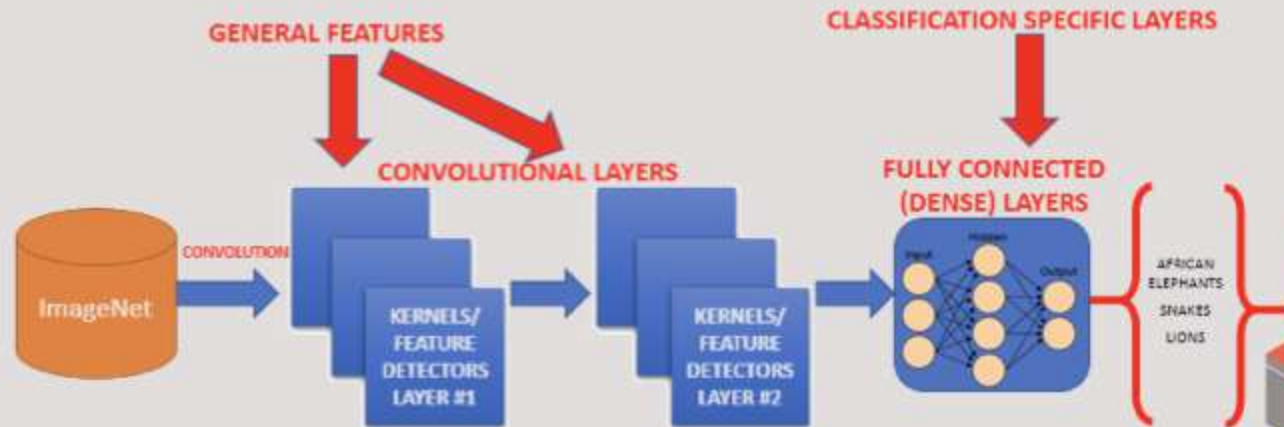 GENERAL FEATURES
CLASSIFICATION SPECIFIC LAYERS
CONVOLUTIONAL LAYERS
FULLY CONNECTED
(DENSE) LAYERS
CONVOLUTION
ImageNet
KERNELS/
FEATURE
DETECTORS
LAYER #1
KERNELS/
FEATURE
DETECTORS
LAYER #2
Input
Hidden
Output
AFRICAN
ELEPHANTS
SNAKES
LIONS